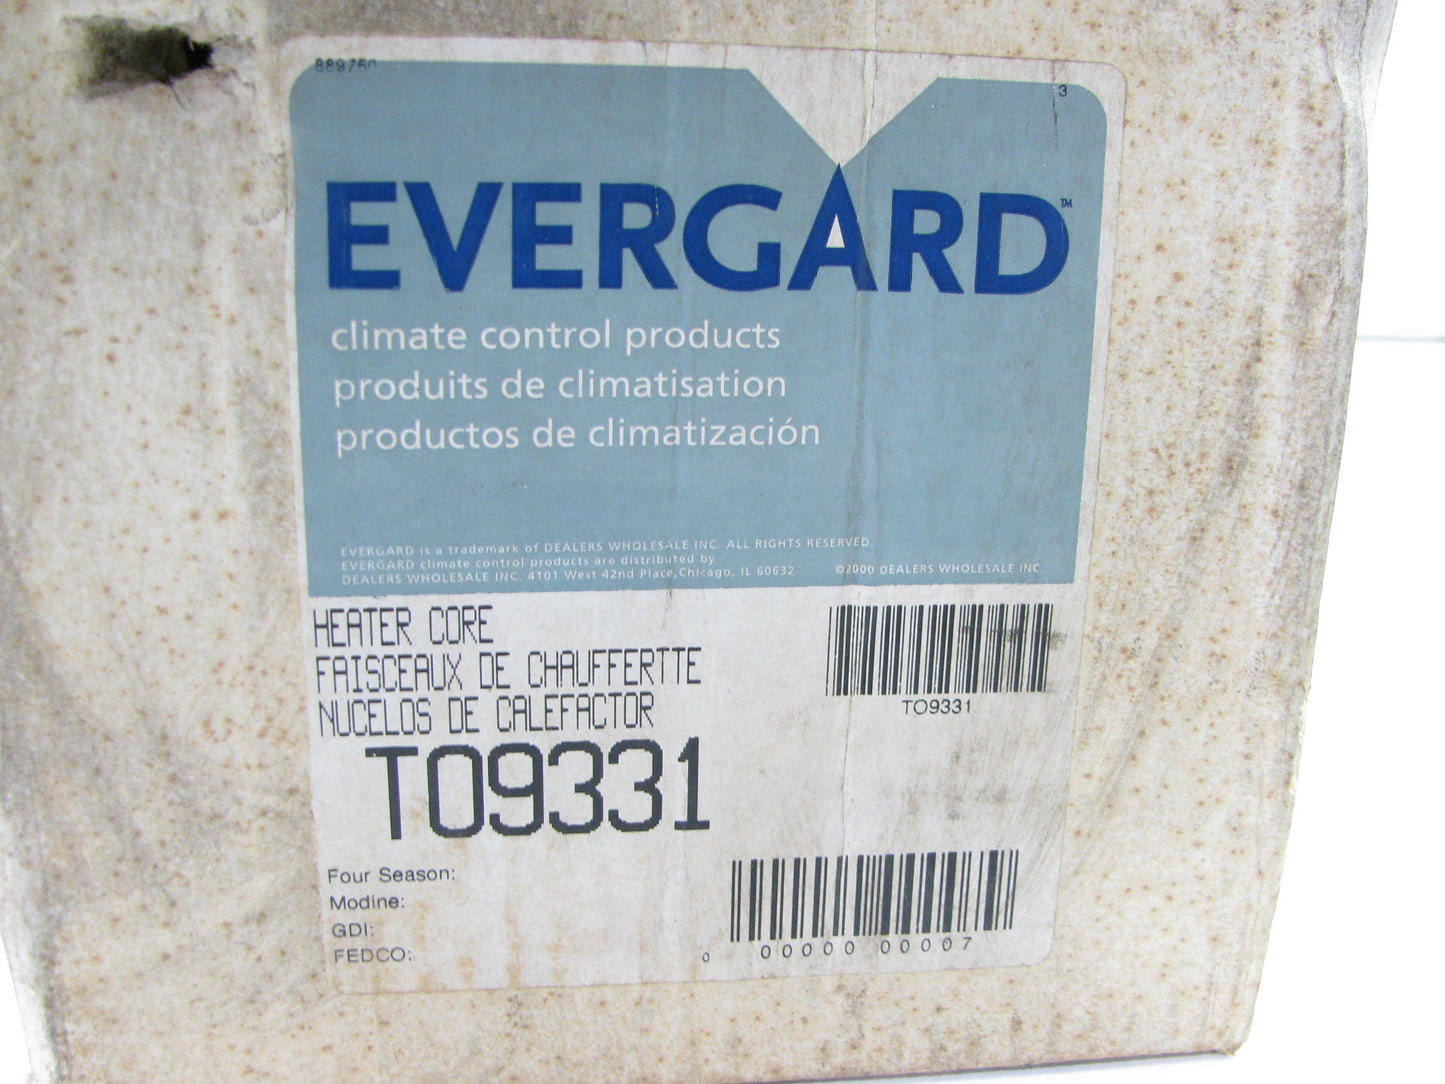 889750
3
EVERGARD™
climate control products
produits de climatisation
productos de climatización
EVERGARD is a trademark of DEALERS WHOLESALE INC. ALL RIGHTS RESERVED.
EVERGARD climate control products are distributed by
DEALERS WHOLESALE INC. 4101 West 42nd Place, Chicago, IL 60632 ©2000 DEALERS WHOLESALE INC.
HEATER CORE
FAISCEAUX DE CHAUFFERTTE
NUCELOS DE CALEFACTOR
TO9331
TO9331
Four Season:
Modine:
GDI:
FEDCO:
0 00000 00007